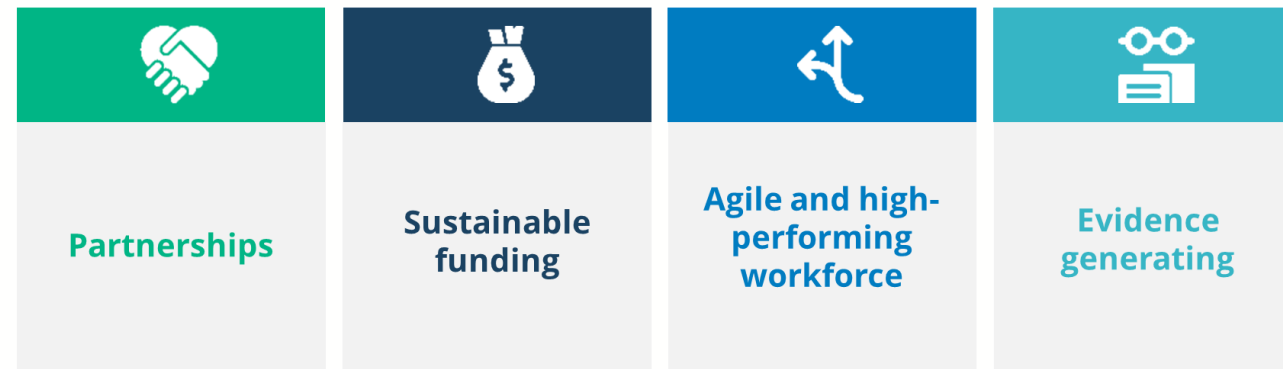 Partnerships
Sustainable
funding
Agile and high-
performing
workforce
Evidence
generating